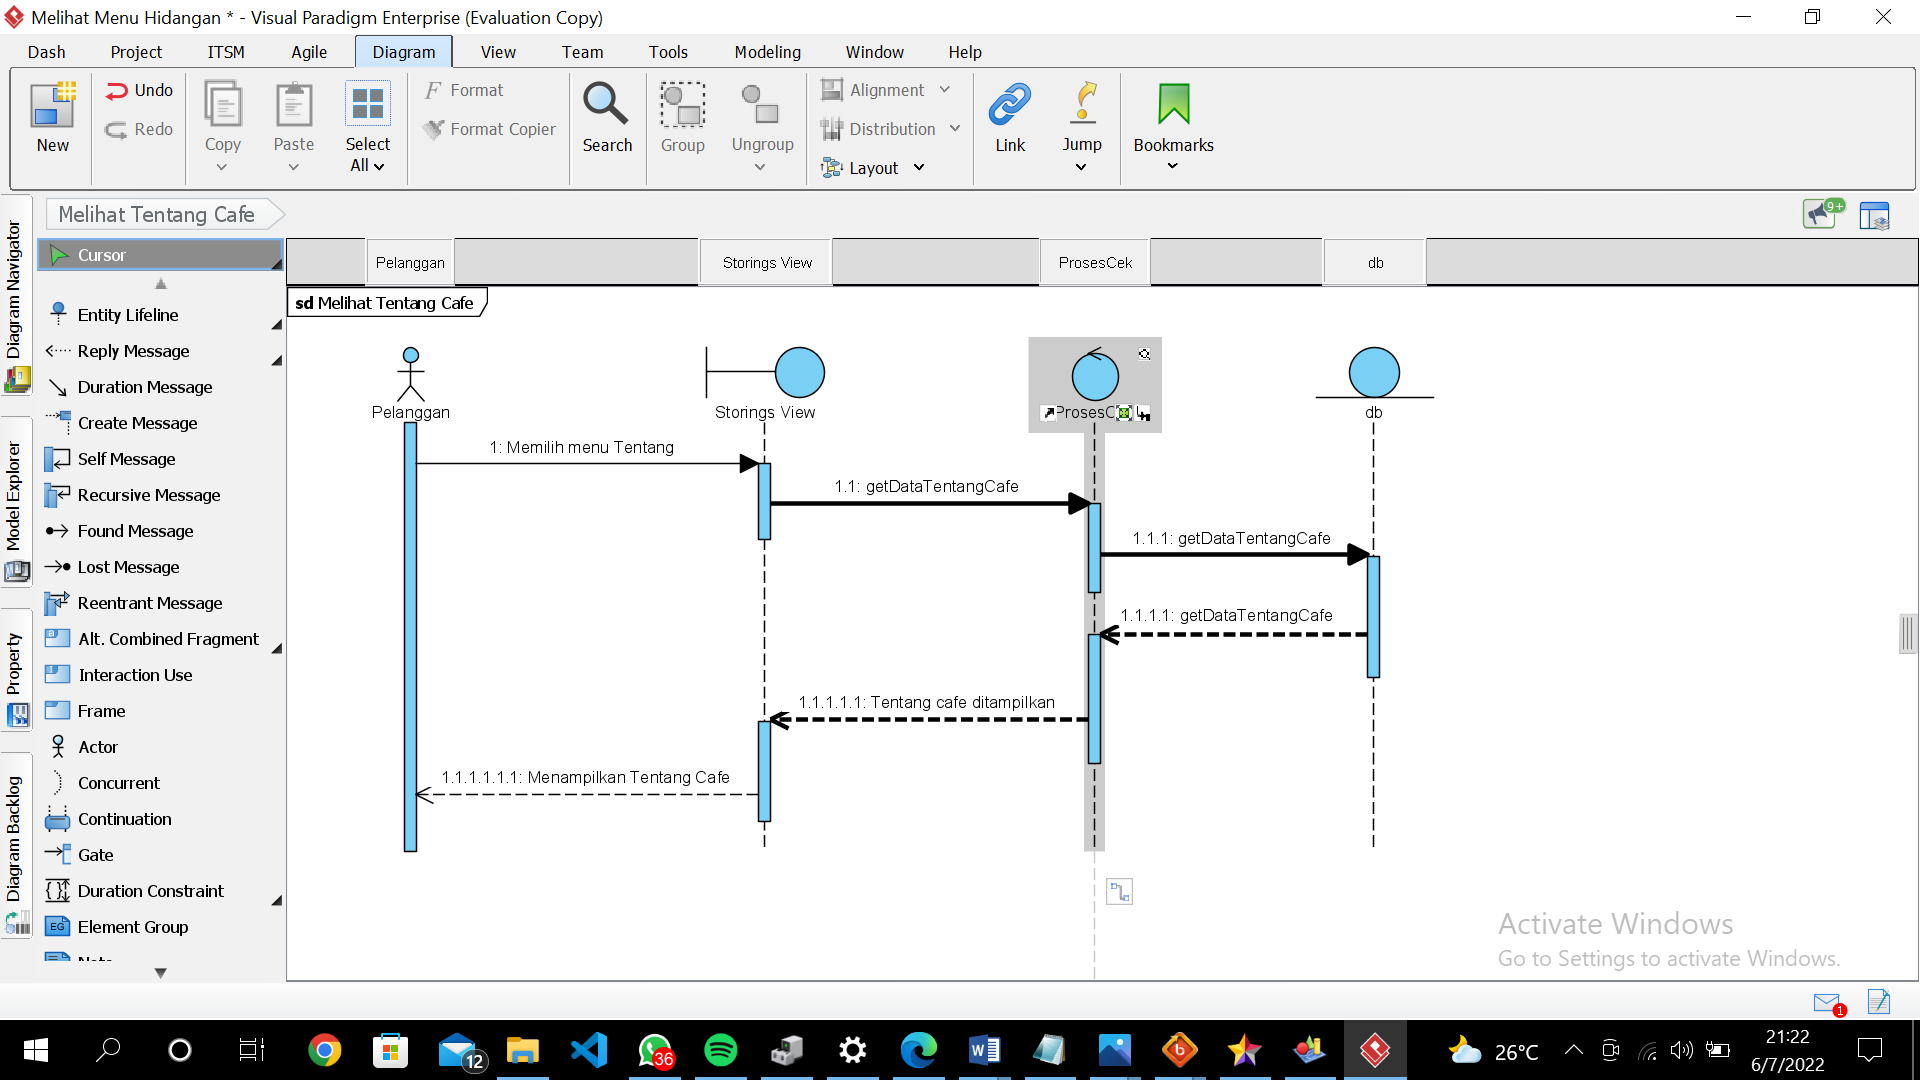 Melihat Menu Hidangan * - Visual Paradigm Enterprise (Evaluation Copy)
Dash Project ITSM Agile Diagram View Team Tools Modeling Window Help
New
Undo
Redo
Copy
Paste
Select
All
Format
Format Copier
Search
Group
Ungroup
Alignment
Distribution
Layout
Link
Jump
Bookmarks
Melihat Tentang Cafe
9+
Diagram Navigator
Model Explorer
Property
Diagram Backlog
Cursor
Entity Lifeline
Reply Message
Duration Message
Create Message
Self Message
Recursive Message
Found Message
Lost Message
Reentrant Message
Alt. Combined Fragment
Interaction Use
Frame
Actor
Concurrent
Continuation
Gate
Duration Constraint
EG Element Group
Pelanggan Storings View ProsesCek db
sd Melihat Tentang Cafe
Pelanggan Storings View ProsesC db
1: Memilih menu Tentang
1.1: getDataTentangCafe
1.1.1: getDataTentangCafe
1.1.1.1: getDataTentangCafe
1.1.1.1.1: Tentang cafe ditampilkan
1.1.1.1.1.1: Menampilkan Tentang Cafe
Activate Windows
Go to Settings to activate Windows.
1
12
36
26°C
21:22
6/7/2022